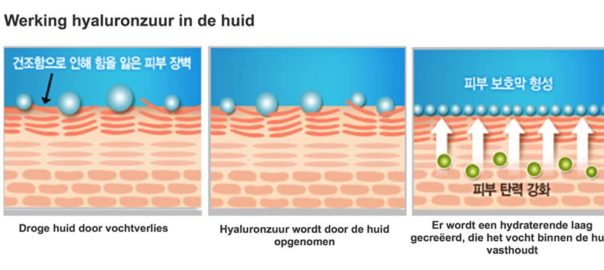 Werking hyaluronzuur in de huid
건조함으로 인해 힘을 잃은 피부 장벽
피부 보호막 형성
피부 탄력 강화
Droge huid door vochtverlies
Hyaluronzuur wordt door de huid
opgenomen
Er wordt een hydraterende laag
gecreëerd, die het vocht binnen de
vasthoudt